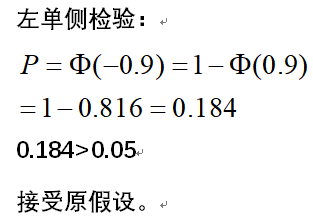 左单侧检验：
P = Φ(−0.9) = 1 − Φ(0.9)
= 1 − 0.816 = 0.184
0.184>0.05
接受原假设。